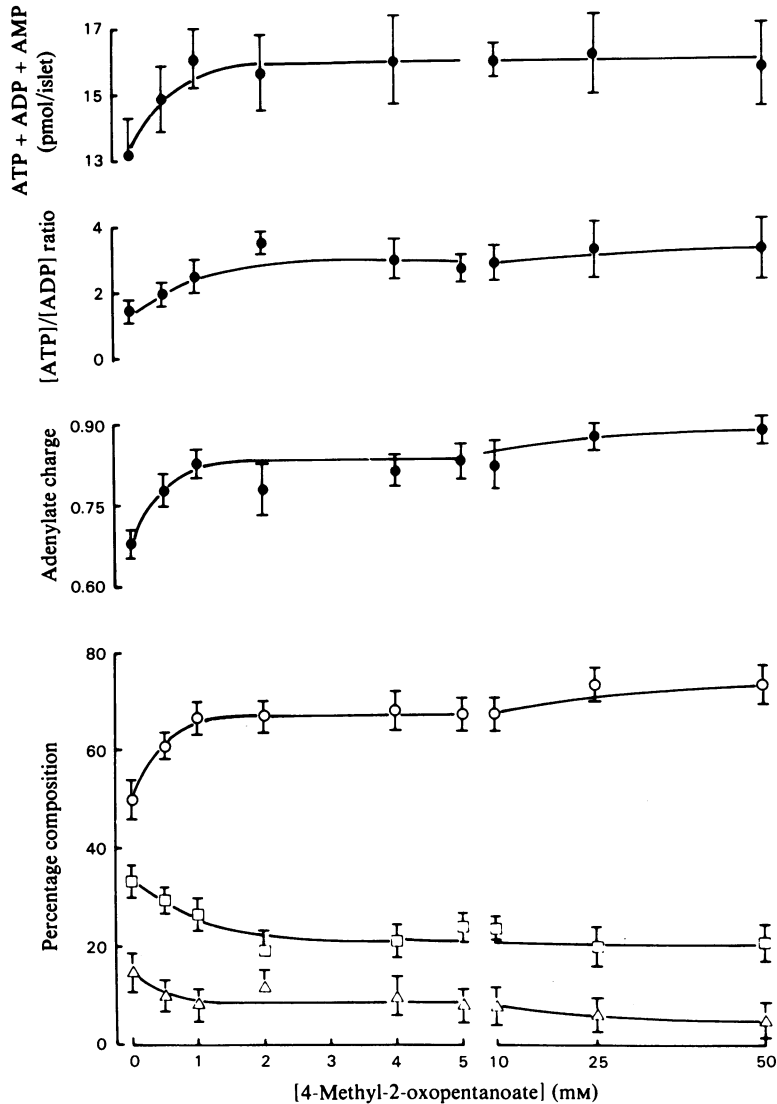 ATP + ADP + AMP
(pmol/islet)
17
15
13
[ATP]/[ADP] ratio
4
2
0
Adenylate charge
0.90
0.75
0.60
Percentage composition
80
60
40
20
0
0 1 2 3 4 5 10 25 50
[4-Methyl-2-oxopentanoate] (mM)